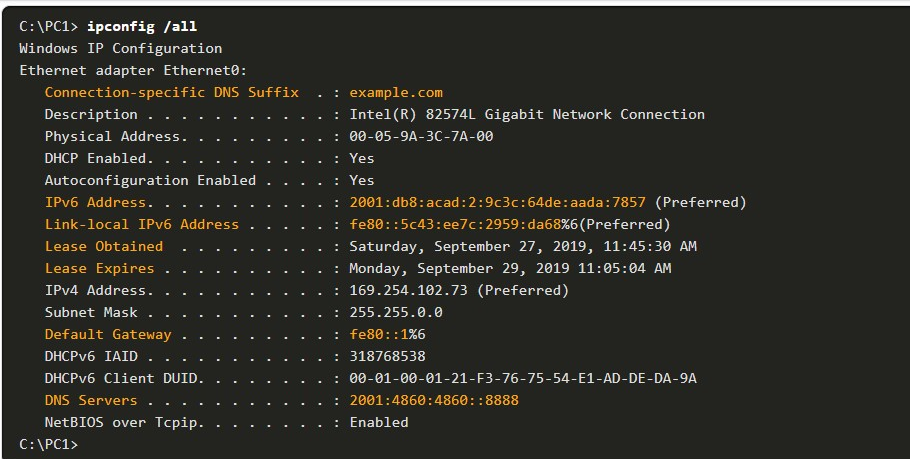 C:\PC1> ipconfig /all
Windows IP Configuration
Ethernet adapter Ethernet0:
Connection-specific DNS Suffix . : example.com
Description . . . . . . . . . . . : Intel(R) 82574L Gigabit Network Connection
Physical Address. . . . . . . . . : 00-05-9A-3C-7A-00
DHCP Enabled. . . . . . . . . . . : Yes
Autoconfiguration Enabled . . . . : Yes
IPv6 Address. . . . . . . . . . . : 2001:db8:acad:2:9c3c:64de:aada:7857 (Preferred)
Link-local IPv6 Address . . . . . : fe80::5c43:ee7c:2959:da68%6(Preferred)
Lease Obtained . . . . . . . . . : Saturday, September 27, 2019, 11:45:30 AM
Lease Expires . . . . . . . . . . : Monday, September 29, 2019 11:05:04 AM
IPv4 Address. . . . . . . . . . . : 169.254.102.73 (Preferred)
Subnet Mask . . . . . . . . . . . : 255.255.0.0
Default Gateway . . . . . . . . . : fe80::1%6
DHCPv6 IAID . . . . . . . . . . . : 318768538
DHCPv6 Client DUID. . . . . . . . : 00-01-00-01-21-F3-76-75-54-E1-AD-DE-DA-9A
DNS Servers . . . . . . . . . . . : 2001:4860:4860::8888
NetBIOS over Tcpip. . . . . . . . : Enabled
C:\PC1>